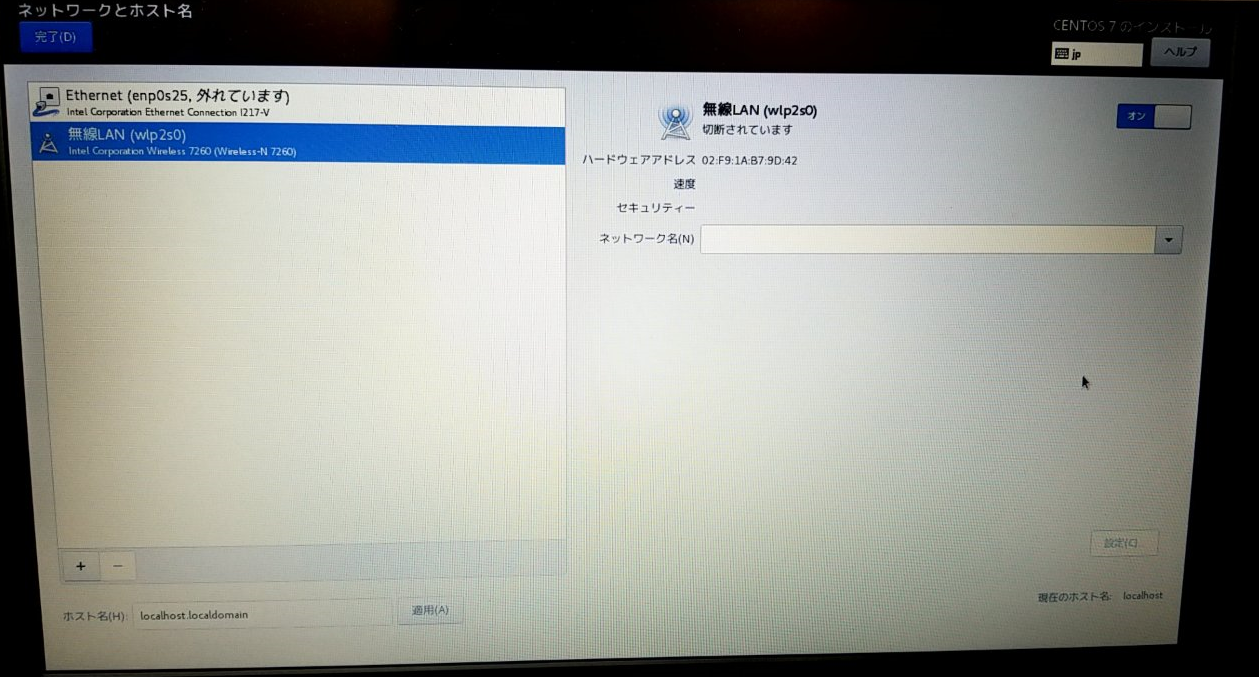 ネットワークとホスト名
完了(D)
CENTOS 7 のインストール
jp
ヘルプ
Ethernet (enp0s25, 外れています)
Intel Corporation Ethernet Connection I217-V
無線LAN (wlp2s0)
Intel Corporation Wireless 7260 (Wireless-N 7260)
無線LAN (wlp2s0)
切断されています
オン
ハードウェアアドレス 02:F9:1A:B7:9D:42
速度
セキュリティー
ネットワーク名(N)
+
-
設定(C)...
ホスト名(H): localhost.localdomain
適用(A)
現在のホスト名: localhost